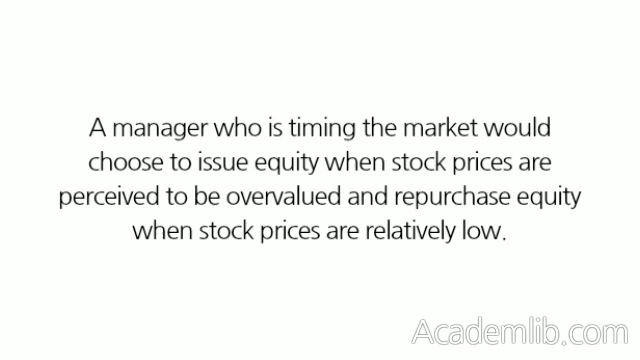 A manager who is timing the market would
choose to issue equity when stock prices are
perceived to be overvalued and repurchase equity
when stock prices are relatively low.
Academlib.com